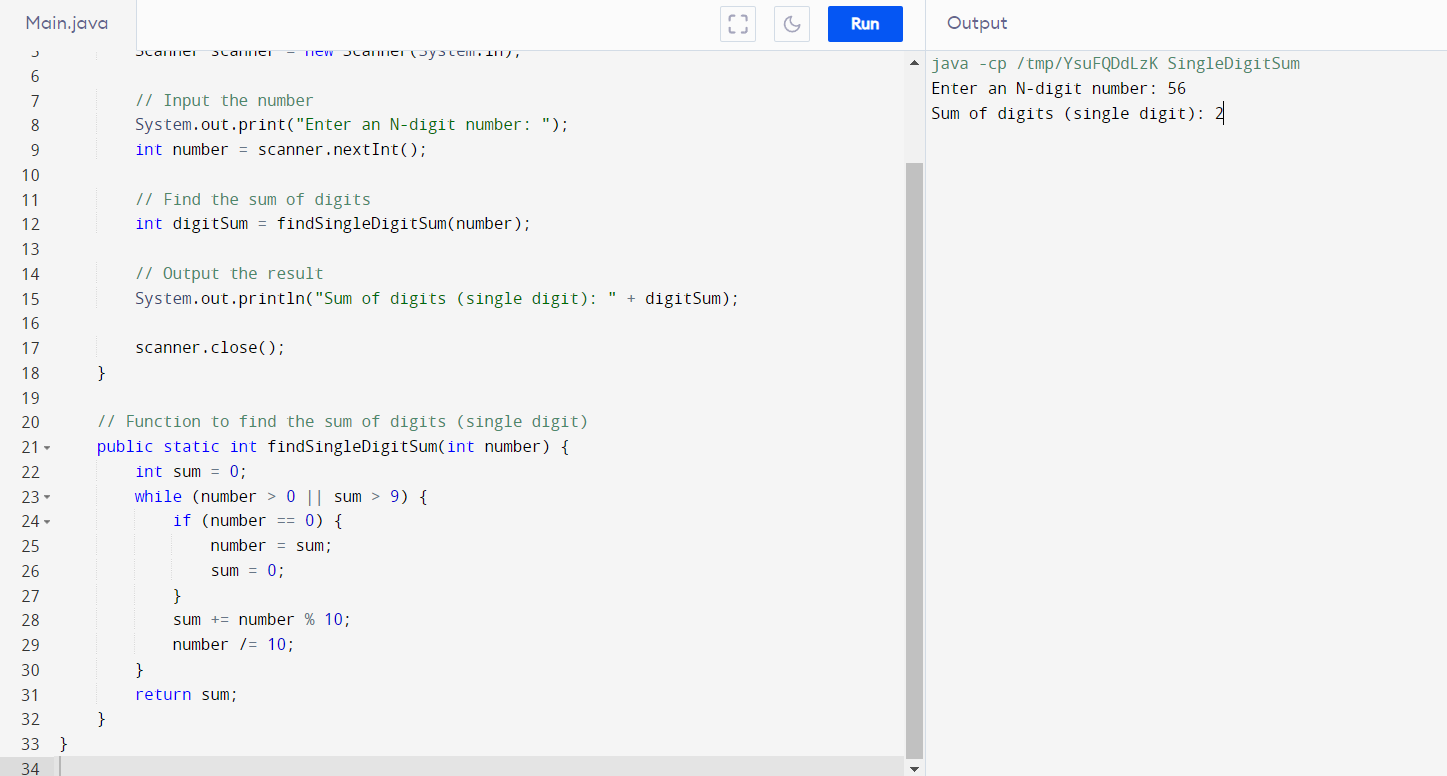 Main.java
Run
Output
5 Scanner scanner = new Scanner(System.in);
6
7 // Input the number
8 System.out.print("Enter an N-digit number: ");
9 int number = scanner.nextInt();
10
11 // Find the sum of digits
12 int digitSum = findSingleDigitSum(number);
13
14 // Output the result
15 System.out.println("Sum of digits (single digit): " + digitSum);
16
17 scanner.close();
18 }
19
20 // Function to find the sum of digits (single digit)
21 public static int findSingleDigitSum(int number) {
22 int sum = 0;
23 while (number > 0 || sum > 9) {
24 if (number == 0) {
25 number = sum;
26 sum = 0;
27 }
28 sum += number % 10;
29 number /= 10;
30 }
31 return sum;
32 }
33 }
34
java -cp /tmp/YsuFQDdLzK SingleDigitSum
Enter an N-digit number: 56
Sum of digits (single digit): 2